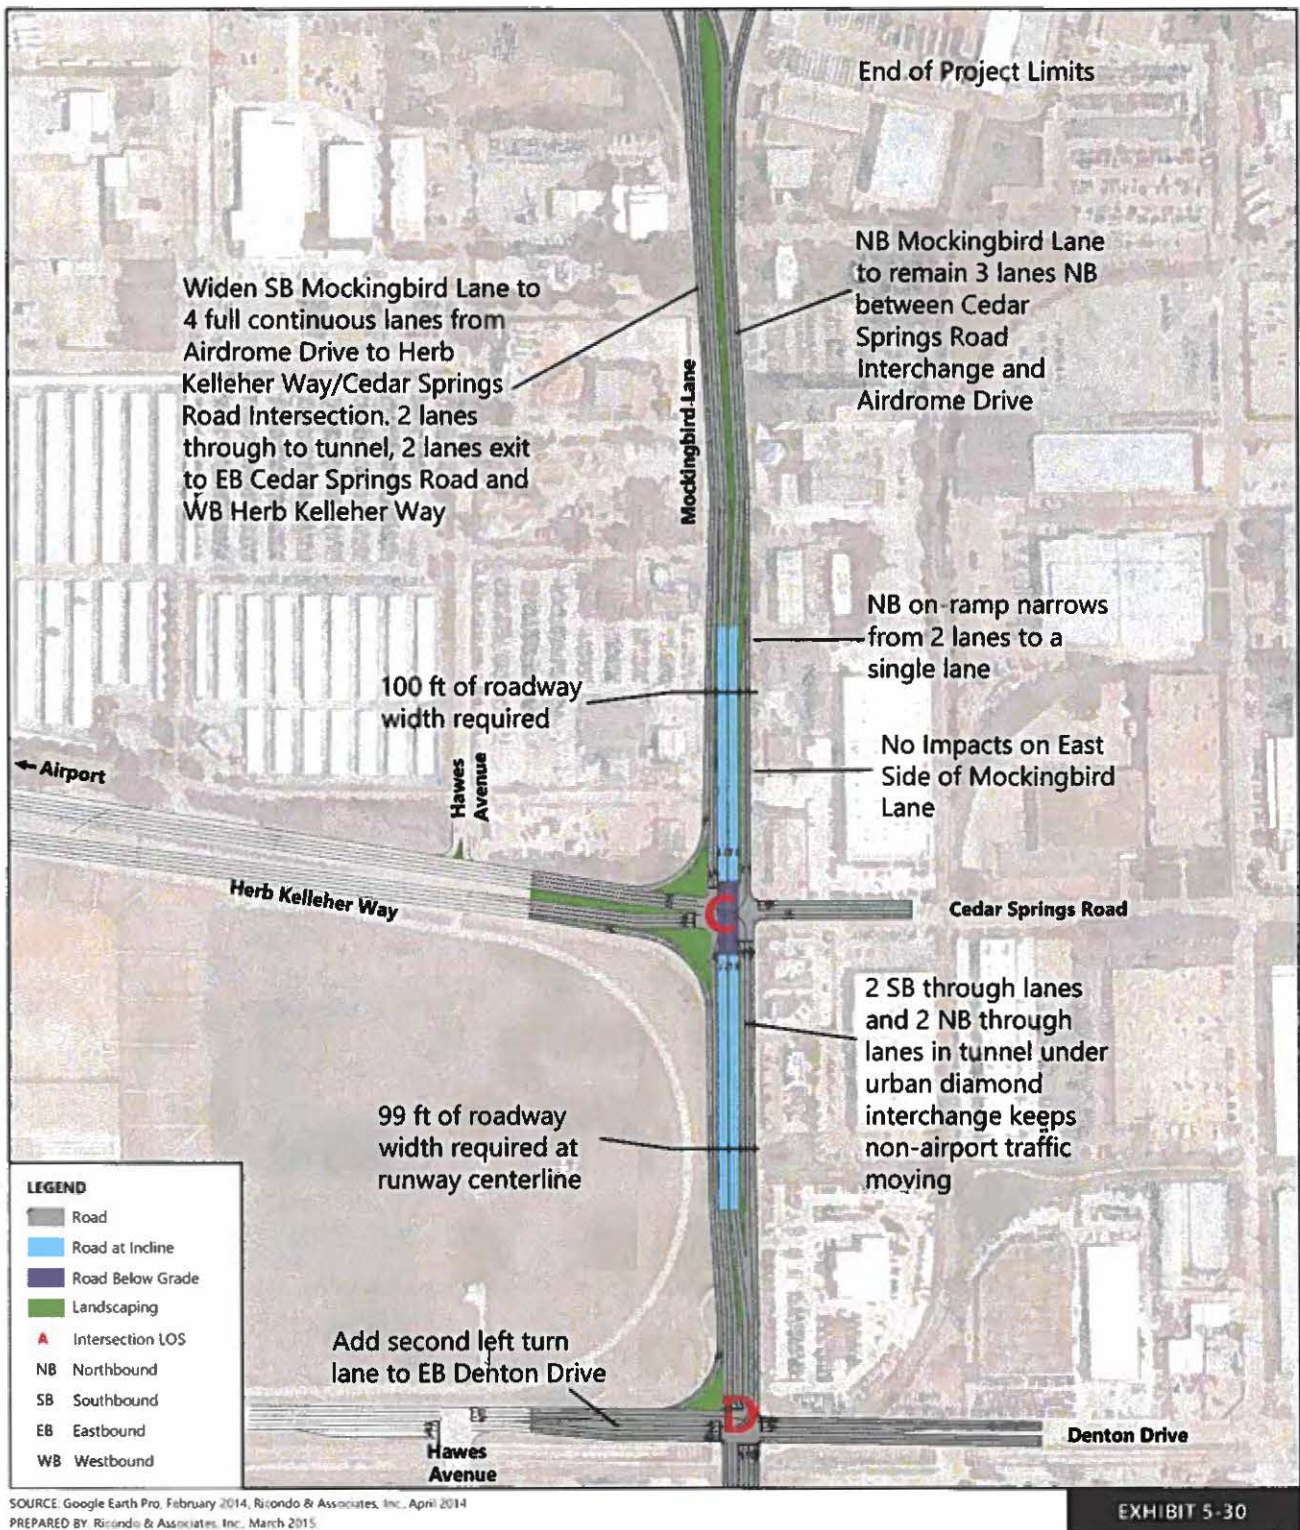 End of Project Limits
NB Mockingbird Lane
to remain 3 lanes NB
between Cedar
Springs Road
Interchange and
Airdrome Drive
Widen SB Mockingbird Lane to
4 full continuous lanes from
Airdrome Drive to Herb
Kelleher Way/Cedar Springs
Road Intersection. 2 lanes
through to tunnel, 2 lanes exit
to EB Cedar Springs Road and
WB Herb Kelleher Way
Mockingbird Lane
NB on-ramp narrows
from 2 lanes to a
single lane
100 ft of roadway
width required
No Impacts on East
Side of Mockingbird
Lane
Airport
Hawes
Avenue
Herb Kelleher Way
C
Cedar Springs Road
2 SB through lanes
and 2 NB through
lanes in tunnel under
urban diamond
interchange keeps
non-airport traffic
moving
99 ft of roadway
width required at
runway centerline
LEGEND
Road
Road at Incline
Road Below Grade
Landscaping
A Intersection LOS
NB Northbound
SB Southbound
EB Eastbound
WB Westbound
Add second left turn
lane to EB Denton Drive
D
Denton Drive
Hawes
Avenue
SOURCE: Google Earth Pro, February 2014, Ricondo & Associates, Inc., April 2014
PREPARED BY: Ricondo & Associates, Inc., March 2015
EXHIBIT 5-30